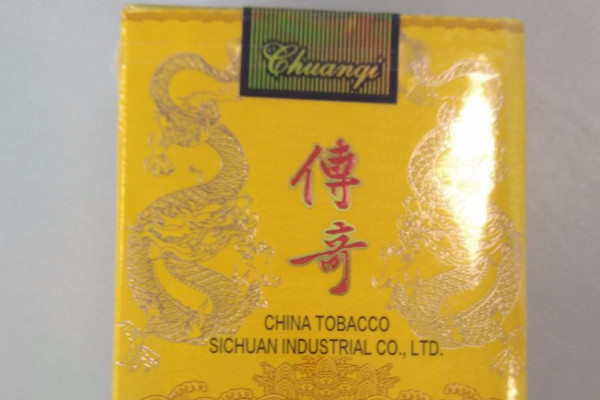 Chuanqi
傳
奇
CHINA TOBACCO
SICHUAN INDUSTRIAL CO., LTD.